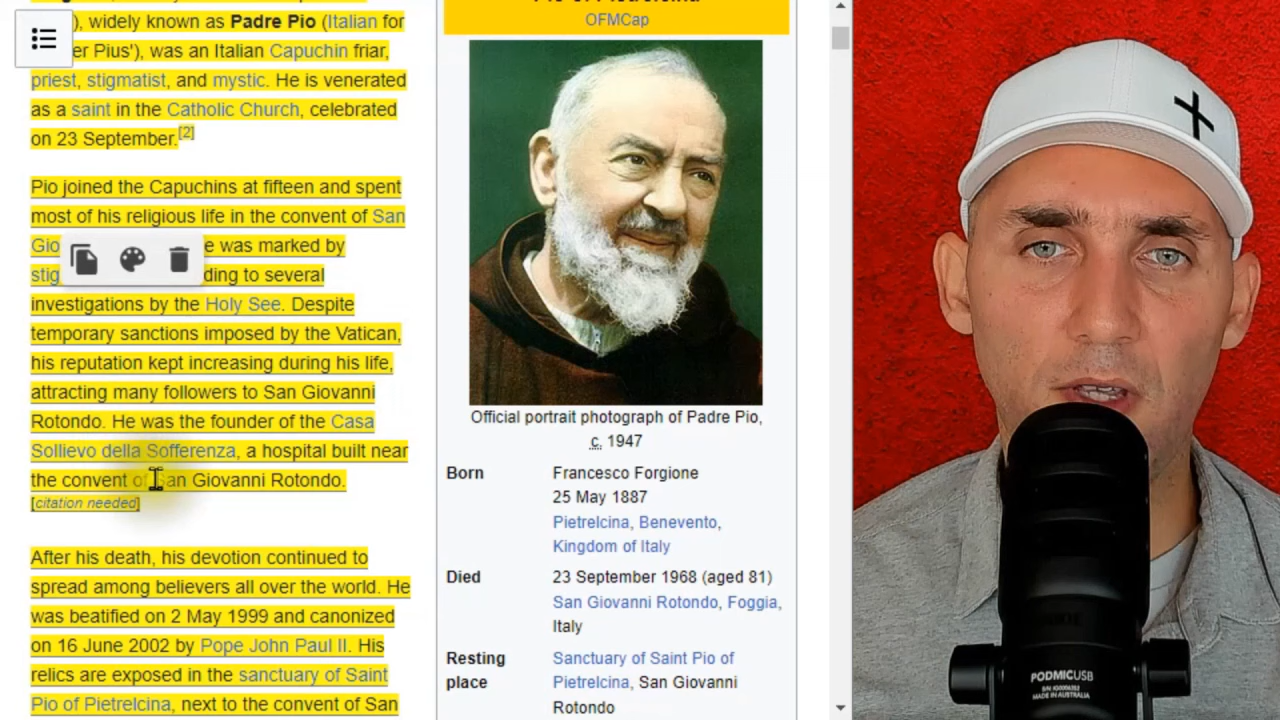 ), widely known as Padre Pio (Italian for
er Pius'), was an Italian Capuchin friar,
priest, stigmatist, and mystic. He is venerated
as a saint in the Catholic Church, celebrated
on 23 September.[2]
Pio joined the Capuchins at fifteen and spent
most of his religious life in the convent of San
Gio e was marked by
stig ding to several
investigations by the Holy See. Despite
temporary sanctions imposed by the Vatican,
his reputation kept increasing during his life,
attracting many followers to San Giovanni
Rotondo. He was the founder of the Casa
Sollievo della Sofferenza, a hospital built near
the convent of San Giovanni Rotondo.
[citation needed]
After his death, his devotion continued to
spread among believers all over the world. He
was beatified on 2 May 1999 and canonized
on 16 June 2002 by Pope John Paul II. His
relics are exposed in the sanctuary of Saint
Pio of Pietrelcina, next to the convent of San
Pio of Pietrelcina
OFMCap
Official portrait photograph of Padre Pio,
c. 1947
Born Francesco Forgione
25 May 1887
Pietrelcina, Benevento,
Kingdom of Italy
Died 23 September 1968 (aged 81)
San Giovanni Rotondo, Foggia,
Italy
Resting Sanctuary of Saint Pio of
place Pietrelcina, San Giovanni
Rotondo
PODMICUSB
MADE IN AUSTRALIA